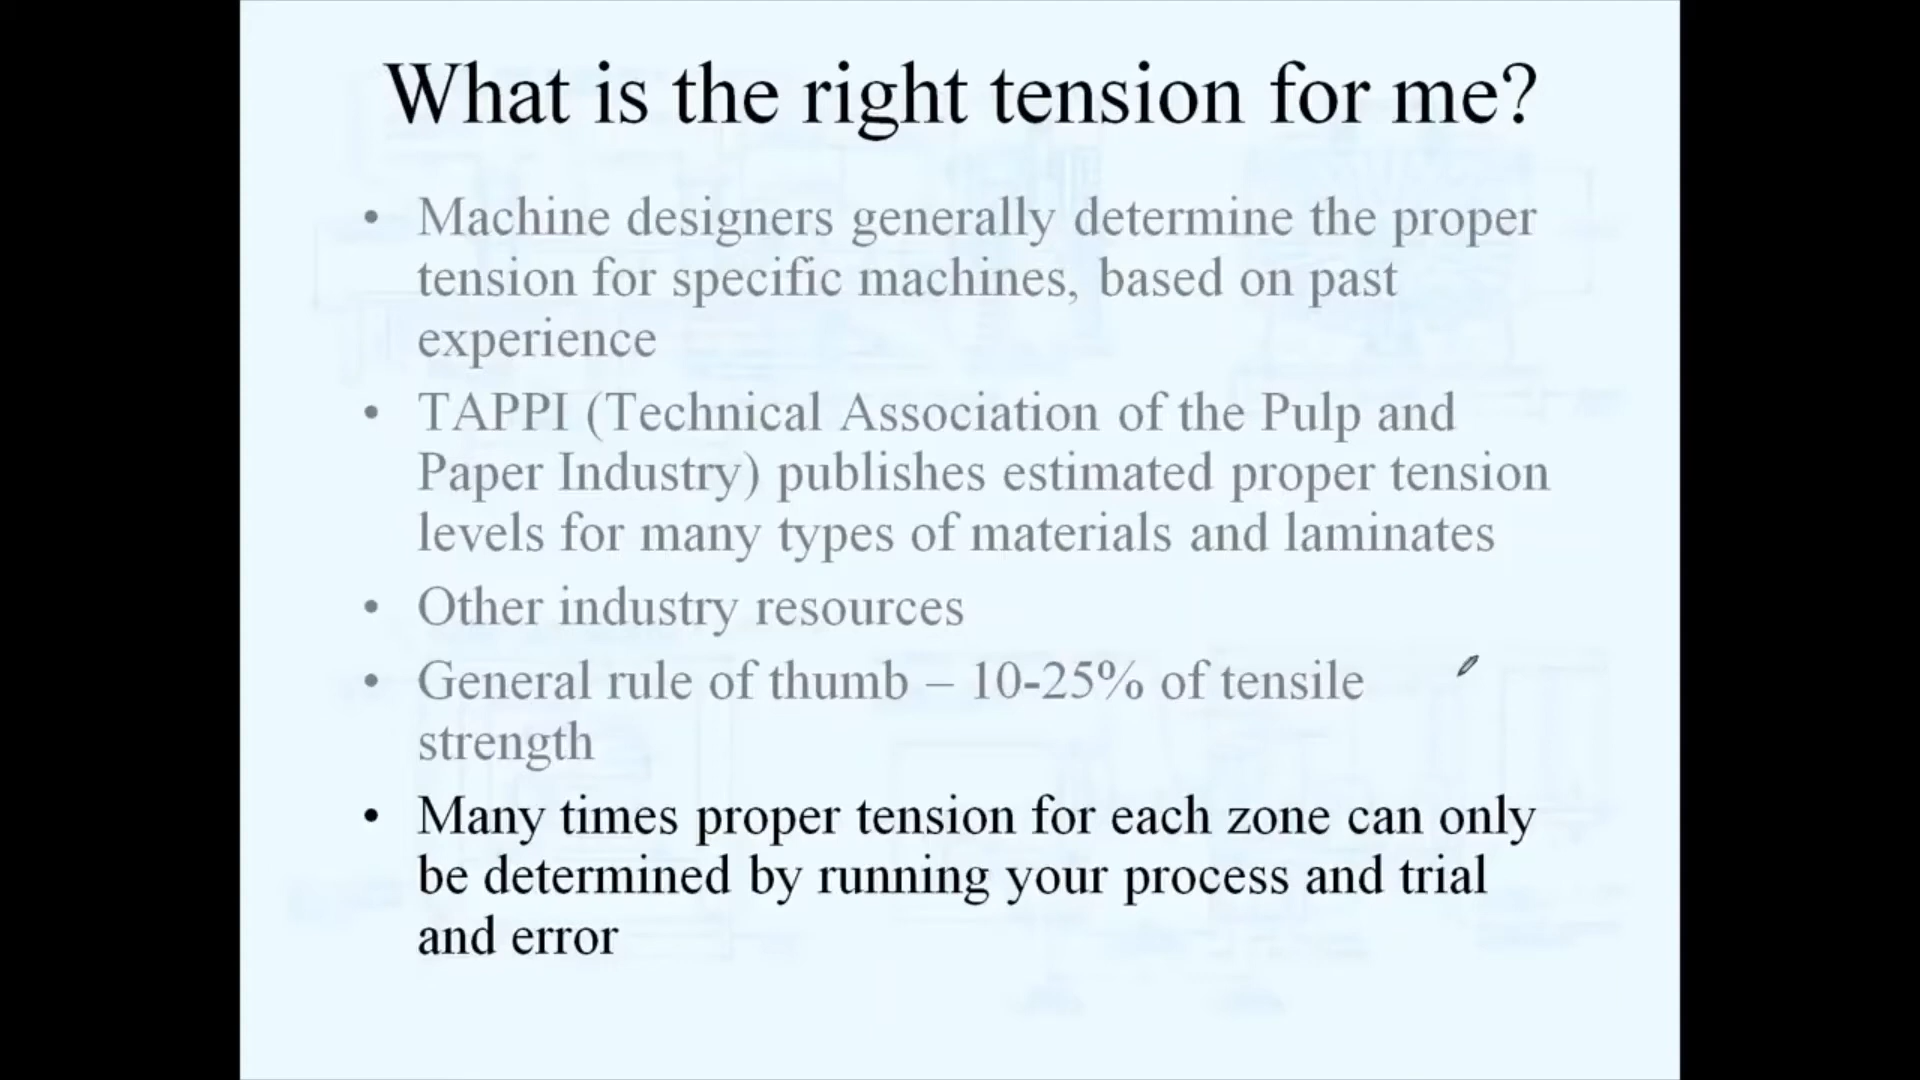 What is the right tension for me?
• Machine designers generally determine the proper
tension for specific machines, based on past
experience
• TAPPI (Technical Association of the Pulp and
Paper Industry) publishes estimated proper tension
levels for many types of materials and laminates
• Other industry resources
• General rule of thumb – 10-25% of tensile
strength
• Many times proper tension for each zone can only
be determined by running your process and trial
and error